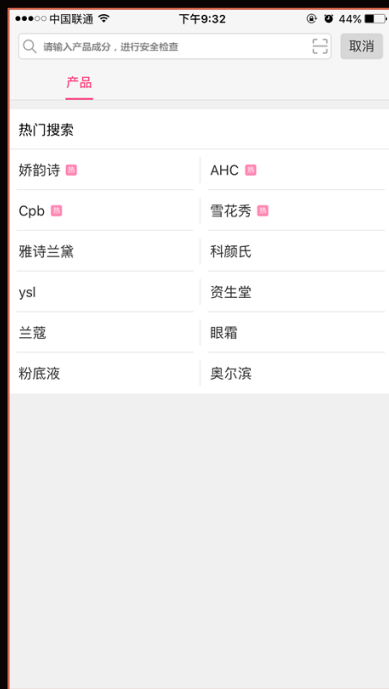 中国联通 下午9:32 44%
请输入产品成分，进行安全检查 取消
产品
热门搜索
娇韵诗 热 AHC 热
Cpb 热 雪花秀 热
雅诗兰黛 科颜氏
ysl 资生堂
兰蔻 眼霜
粉底液 奥尔滨